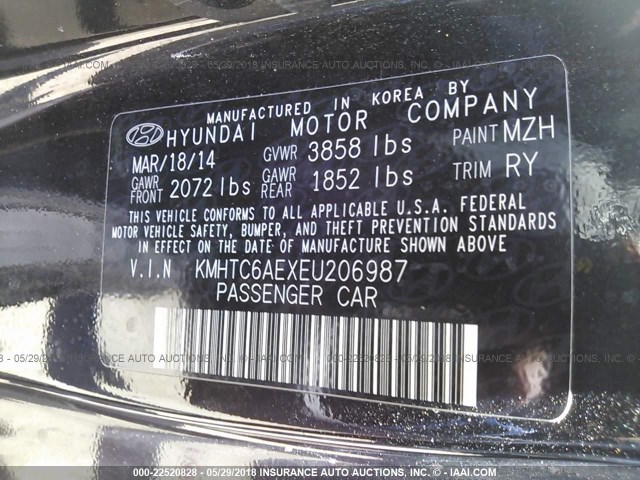 MANUFACTURED IN KOREA BY
HYUNDAI MOTOR COMPANY
MAR/18/14 GVWR 3858 lbs PAINT MZH
GAWR FRONT 2072 lbs GAWR REAR 1852 lbs TRIM RY
THIS VEHICLE CONFORMS TO ALL APPLICABLE U.S.A. FEDERAL
MOTOR VEHICLE SAFETY, BUMPER, AND THEFT PREVENTION STANDARDS
IN EFFECT ON THE DATE OF MANUFACTURE SHOWN ABOVE
V.I.N KMHTC6AEXEU206987
PASSENGER CAR
000-22520828 - 05/29/2018 INSURANCE AUTO AUCTIONS, INC. - © - IAAI.COM